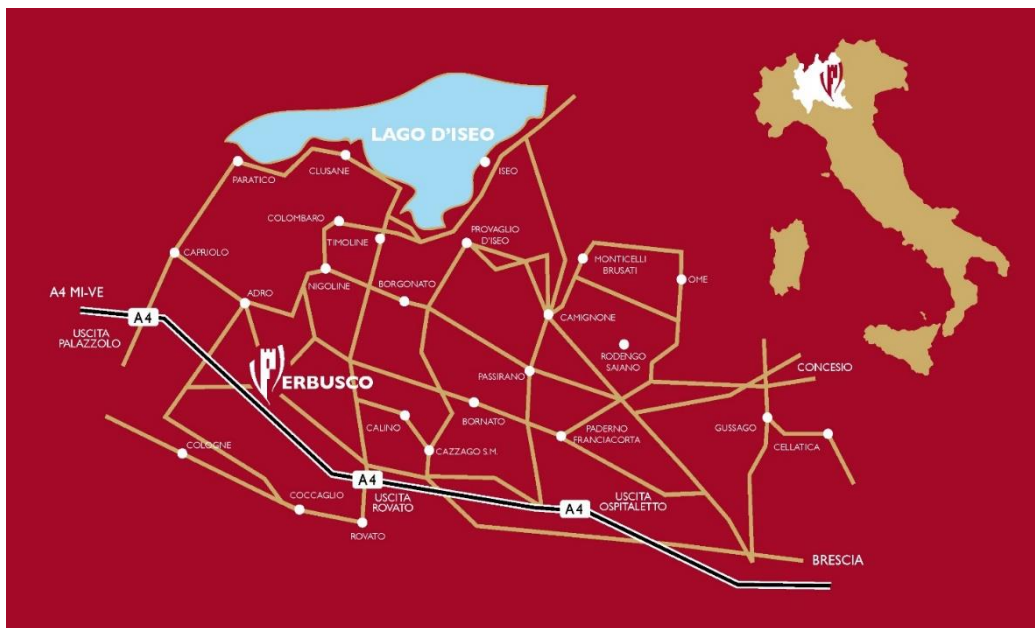 LAGO D'ISEO
PARATICO
CLUSANE
ISEO
COLOMBARO
TIMOLINE
PROVAGLIO
D'ISEO
CAPRIOLO
MONTICELLI
BRUSATI
OME
A4 MI-VE
ADRO
NIGOLINE
BORGONATO
A4
USCITA
PALAZZOLO
CAMIGNONE
RODENGO
SAIANO
CONCESIO
ERBUSCO
PASSIRANO
CALINO
BORNATO
PADERNO
FRANCIACORTA
GUSSAGO
CELLATICA
COLOGNE
CAZZAGO S.M.
A4
USCITA
ROVATO
COCCAGLIO
ROVATO
USCITA
OSPITALETTO
A4
BRESCIA